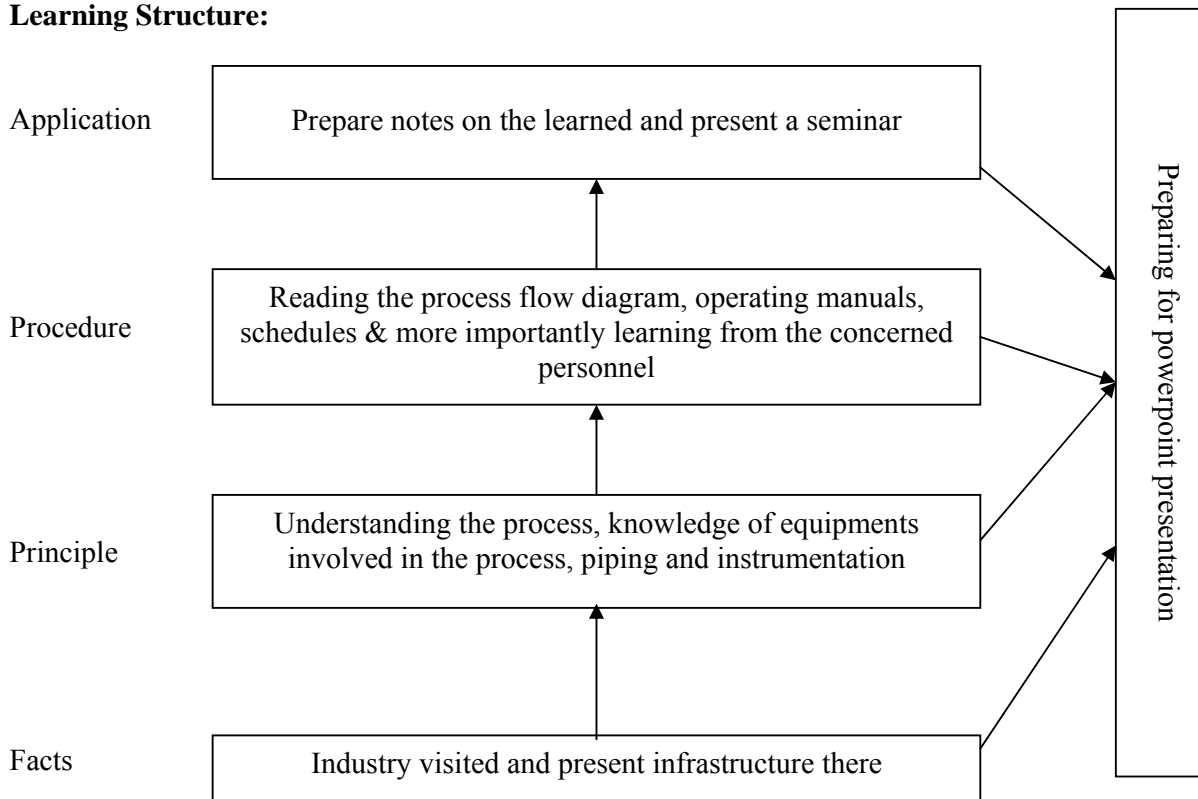 Learning Structure:
Application
Prepare notes on the learned and present a seminar
Procedure
Reading the process flow diagram, operating manuals,
schedules & more importantly learning from the concerned
personnel
Principle
Understanding the process, knowledge of equipments
involved in the process, piping and instrumentation
Facts
Industry visited and present infrastructure there
Preparing for powerpoint presentation